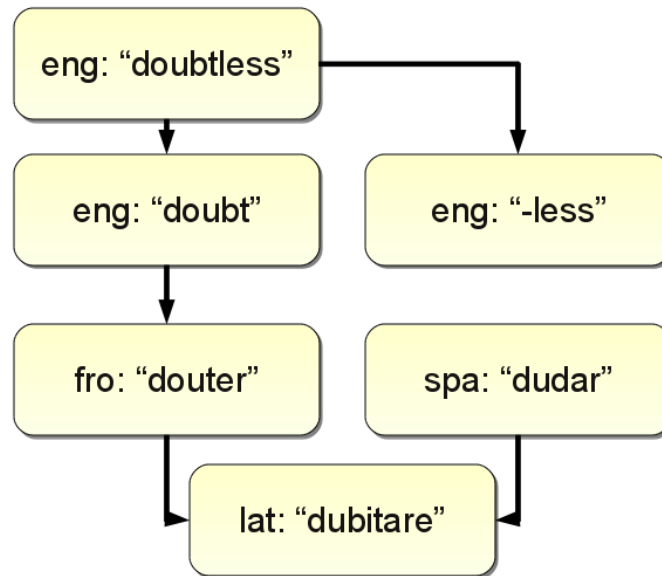 eng: “doubtless”
eng: “doubt”
eng: “-less”
fro: “douter”
spa: “dudar”
lat: “dubitare”